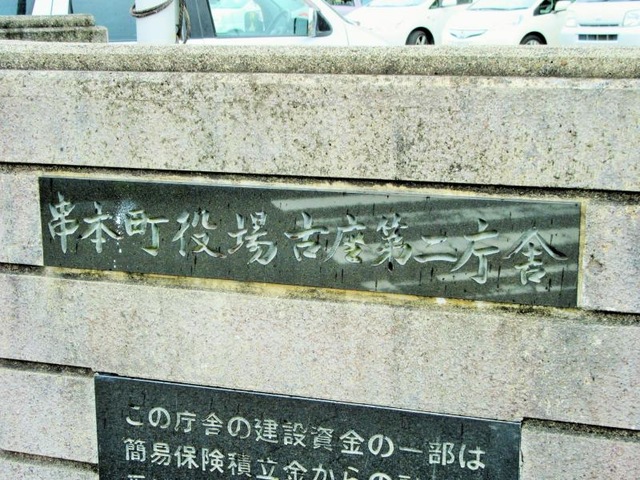 串本町役場古座第二庁舎
この庁舎の建設資金の一部は
簡易保険積立金からの